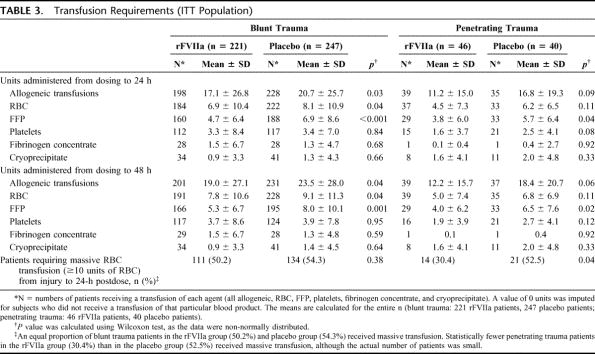 TABLE 3. Transfusion Requirements (ITT Population)
Blunt Trauma Penetrating Trauma
rFVIIa (n = 221) Placebo (n = 247) rFVIIa (n = 46) Placebo (n = 40)
N* Mean ± SD N* Mean ± SD p† N* Mean ± SD N* Mean ± SD p†
Units administered from dosing to 24 h
Allogeneic transfusions 198 17.1 ± 26.8 228 20.7 ± 25.7 0.03 39 11.2 ± 15.0 35 16.8 ± 19.3 0.09
RBC 184 6.9 ± 10.4 222 8.1 ± 10.9 0.04 37 4.5 ± 7.3 33 6.2 ± 6.5 0.11
FFP 160 4.7 ± 6.4 188 6.9 ± 8.6 <0.001 29 3.8 ± 6.0 33 5.7 ± 6.4 0.04
Platelets 112 3.3 ± 8.4 117 3.4 ± 7.0 0.84 15 1.6 ± 3.7 21 2.5 ± 4.1 0.08
Fibrinogen concentrate 28 1.5 ± 6.7 28 1.3 ± 4.7 0.68 1 0.1 ± 0.4 1 0.4 ± 2.7 0.92
Cryoprecipitate 34 0.9 ± 3.3 41 1.3 ± 4.3 0.66 8 1.6 ± 4.1 11 2.0 ± 4.8 0.33
Units administered from dosing to 48 h
Allogeneic transfusions 201 19.0 ± 27.1 231 23.5 ± 28.0 0.04 39 12.2 ± 15.7 37 18.4 ± 20.7 0.06
RBC 191 7.8 ± 10.6 228 9.1 ± 11.3 0.04 39 5.0 ± 7.4 33 6.8 ± 6.9 0.11
FFP 166 5.3 ± 6.7 195 8.0 ± 10.1 0.001 29 4.0 ± 6.2 33 6.5 ± 7.6 0.02
Platelets 117 3.7 ± 8.6 124 3.9 ± 7.8 0.95 16 1.9 ± 3.9 21 2.7 ± 4.1 0.12
Fibrinogen concentrate 29 1.5 ± 6.7 28 1.3 ± 4.8 0.59 1 0.1 1 0.4 0.92
Cryoprecipitate 34 0.9 ± 3.3 41 1.4 ± 4.5 0.64 8 1.6 ± 4.1 11 2.0 ± 4.8 0.33
Patients requiring massive RBC 111 (50.2) 134 (54.3) 0.38 14 (30.4) 21 (52.5) 0.04
transfusion (≥10 units of RBC)
from injury to 24-h postdose, n (%)‡
*N = numbers of patients receiving a transfusion of each agent (all allogeneic, RBC, FFP, platelets, fibrinogen concentrate, and cryoprecipitate). A value of 0 units was imputed
for subjects who did not receive a transfusion of that particular blood product. The means are calculated for the entire n (blunt trauma: 221 rFVIIa patients, 247 placebo patients;
penetrating trauma: 46 rFVIIa patients, 40 placebo patients).
†P value was calculated using Wilcoxon test, as the data were non-normally distributed.
‡An equal proportion of blunt trauma patients in the rFVIIa group (50.2%) and placebo group (54.3%) received massive transfusion. Statistically fewer penetrating trauma patients
in the rFVIIa group (30.4%) than in the placebo group (52.5%) received massive transfusion, although the actual number of patients was small.